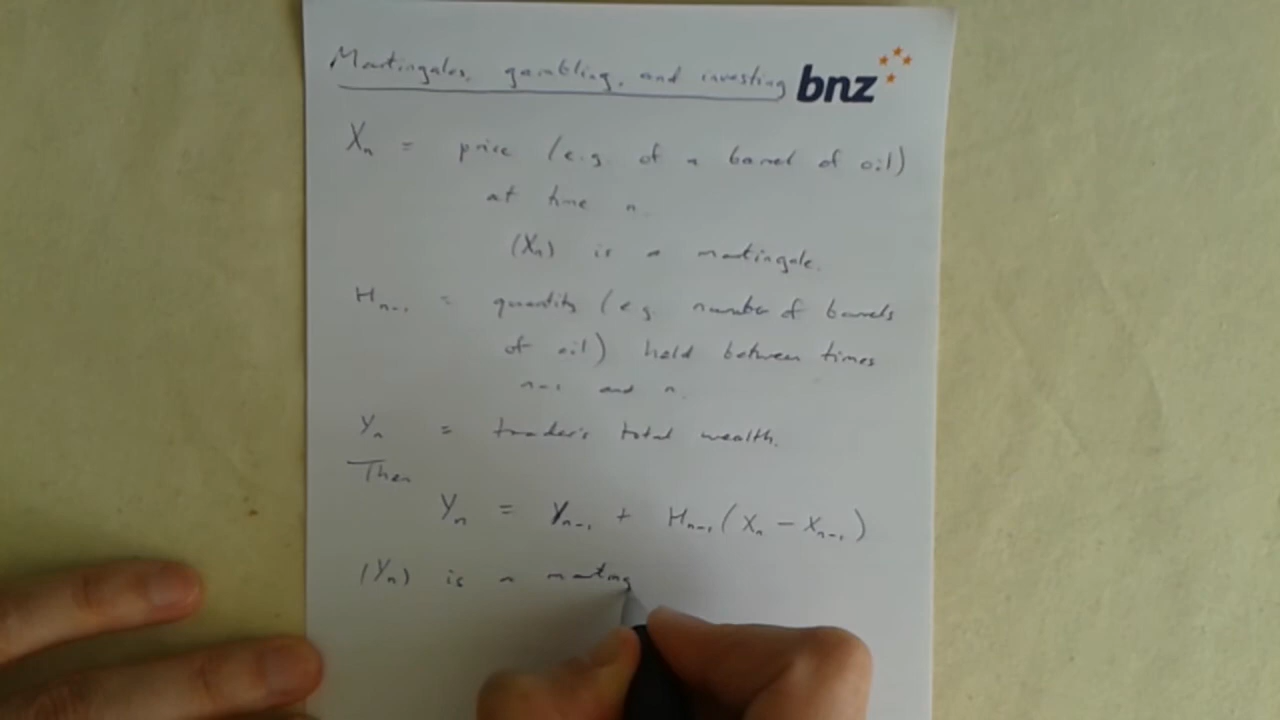 Martingales, gambling, and investing
bnz
Xn = price (e.g. of a barrel of oil)
at time n.
(Xn) is a martingale.
Hn-1 = quantity (e.g. number of barrels
of oil) held between times
n-1 and n.
Yn = trader's total wealth.
Then
Yn = Yn-1 + Hn-1(Xn - Xn-1)
(Yn) is a marting